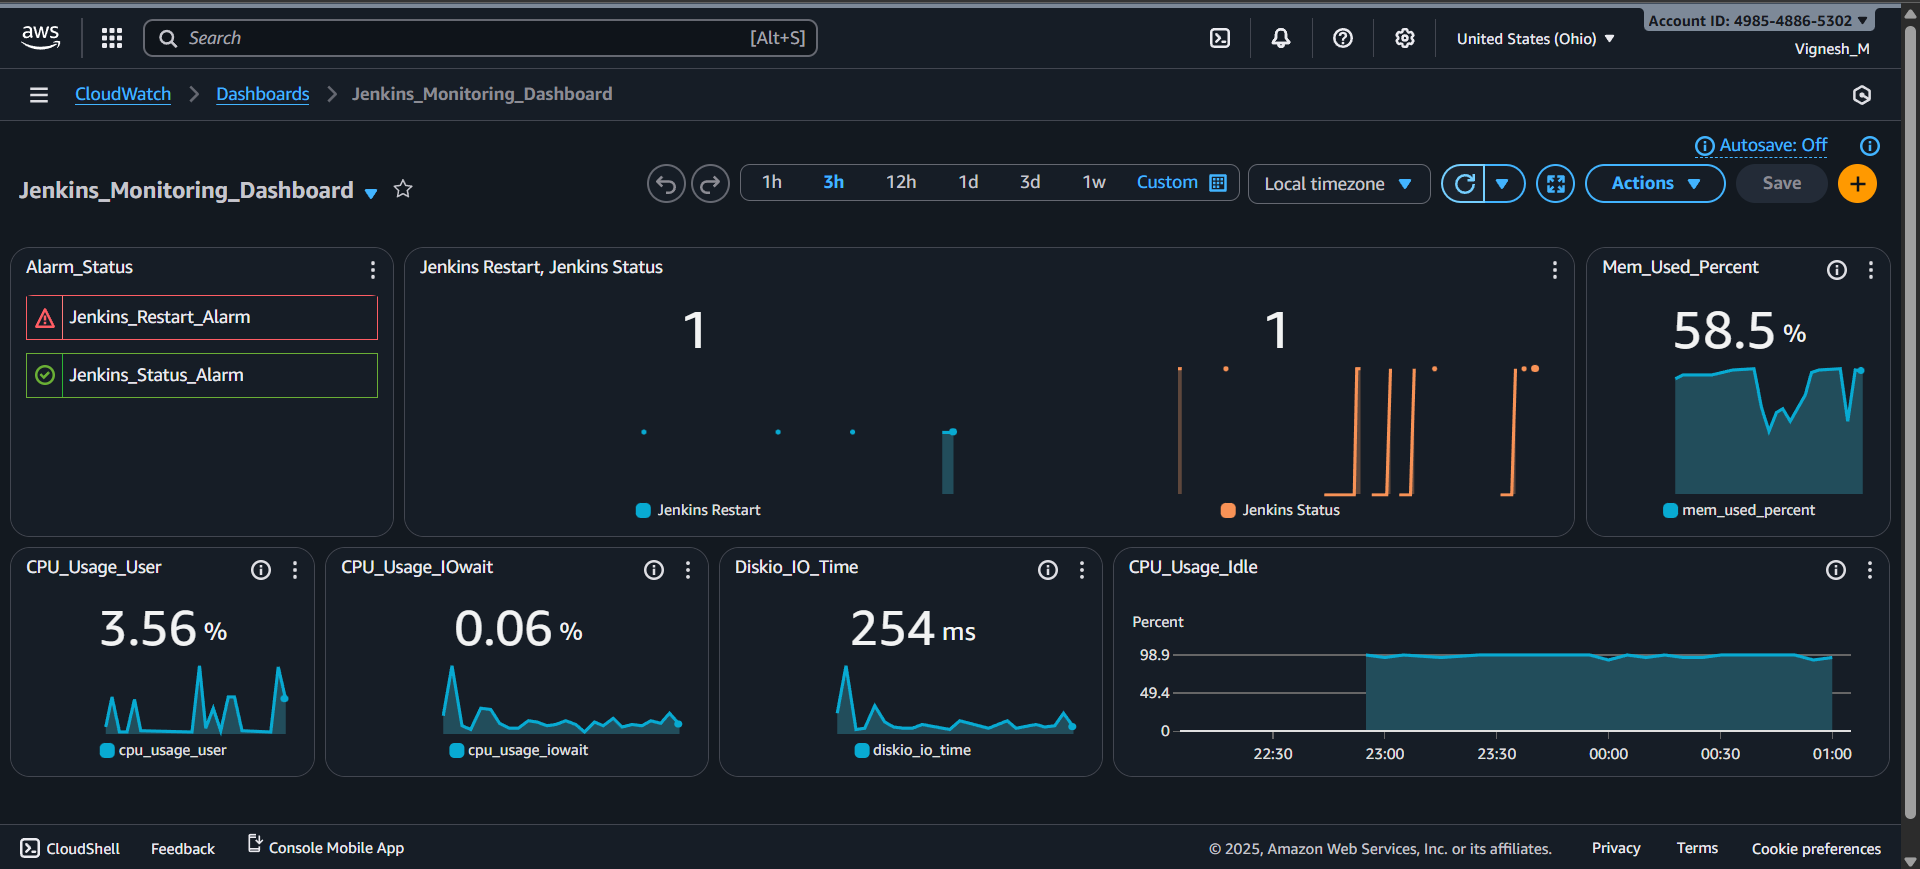 aws
Search [Alt+S]
United States (Ohio)
Account ID: 4985-4886-5302
Vignesh_M
CloudWatch
Dashboards
Jenkins_Monitoring_Dashboard
Autosave: Off
Jenkins_Monitoring_Dashboard
1h 3h 12h 1d 3d 1w Custom
Local timezone
Actions
Save
Alarm_Status
Jenkins_Restart_Alarm
Jenkins_Status_Alarm
Jenkins Restart, Jenkins Status
1
Jenkins Restart
1
Jenkins Status
Mem_Used_Percent
58.5 %
mem_used_percent
CPU_Usage_User
3.56 %
cpu_usage_user
CPU_Usage_IOwait
0.06 %
cpu_usage_iowait
Diskio_IO_Time
254 ms
diskio_io_time
CPU_Usage_Idle
Percent
98.9
49.4
0
22:30 23:00 23:30 00:00 00:30 01:00
CloudShell Feedback Console Mobile App
© 2025, Amazon Web Services, Inc. or its affiliates. Privacy Terms Cookie preferences